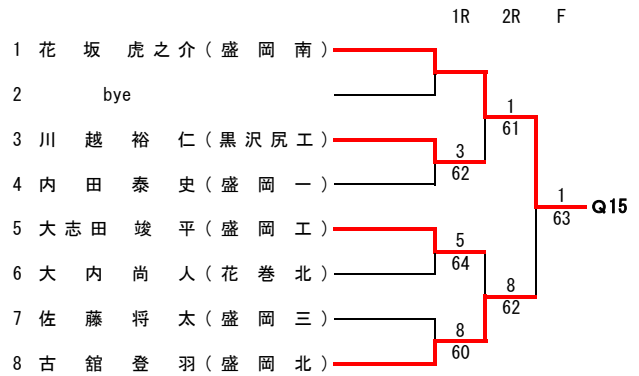 1R 2R F
1 花坂 虎之介(盛岡南)
2 bye
1
61
3 川越 裕仁(黒沢尻工)
3
62
4 内田 泰史(盛岡一)
1
63
Q15
5 大志田 竣平(盛岡工)
5
64
6 大内 尚人(花巻北)
8
62
7 佐藤 将太(盛岡三)
8
60
8 古舘 登羽(盛岡北)